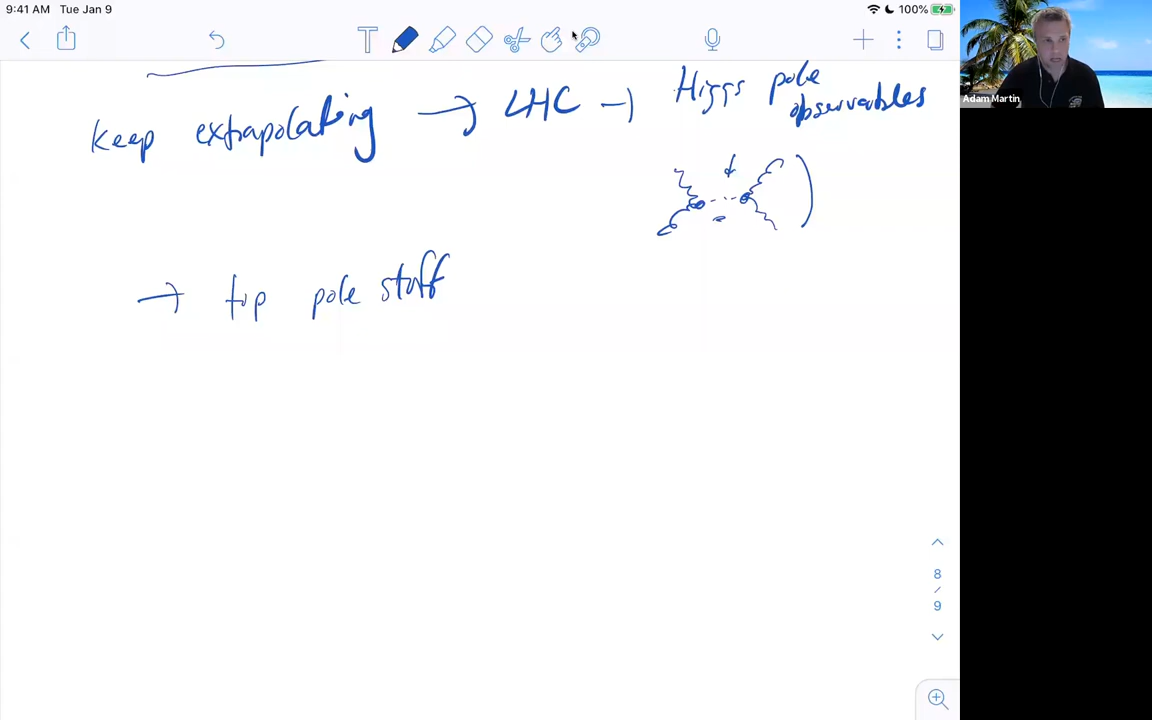 9:41 AM Tue Jan 9
100%
T
Adam Martin
keep extrapolating → LHC → Higgs pole
observables
→ top pole stuff
8
/
9